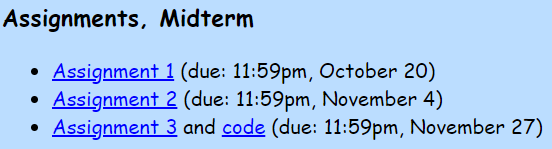 Assignments, Midterm
• Assignment 1 (due: 11:59pm, October 20)
• Assignment 2 (due: 11:59pm, November 4)
• Assignment 3 and code (due: 11:59pm, November 27)